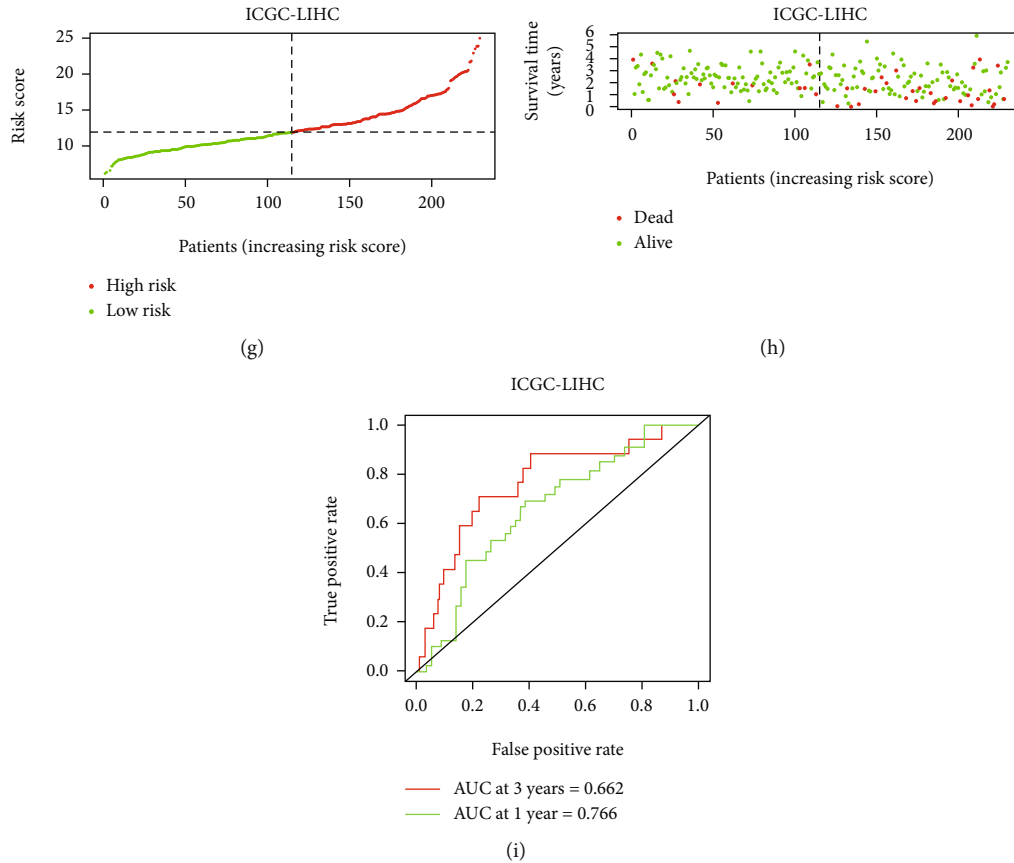 ICGC-LIHC
Risk score
25
20
15
10
0 50 100 150 200
Patients (increasing risk score)
High risk
Low risk
(g)
ICGC-LIHC
Survival time
(years)
6
5
4
3
2
1
0
0 50 100 150 200
Patients (increasing risk score)
Dead
Alive
(h)
ICGC-LIHC
True positive rate
1.0
0.8
0.6
0.4
0.2
0.0
0.0 0.2 0.4 0.6 0.8 1.0
False positive rate
AUC at 3 years = 0.662
AUC at 1 year = 0.766
(i)